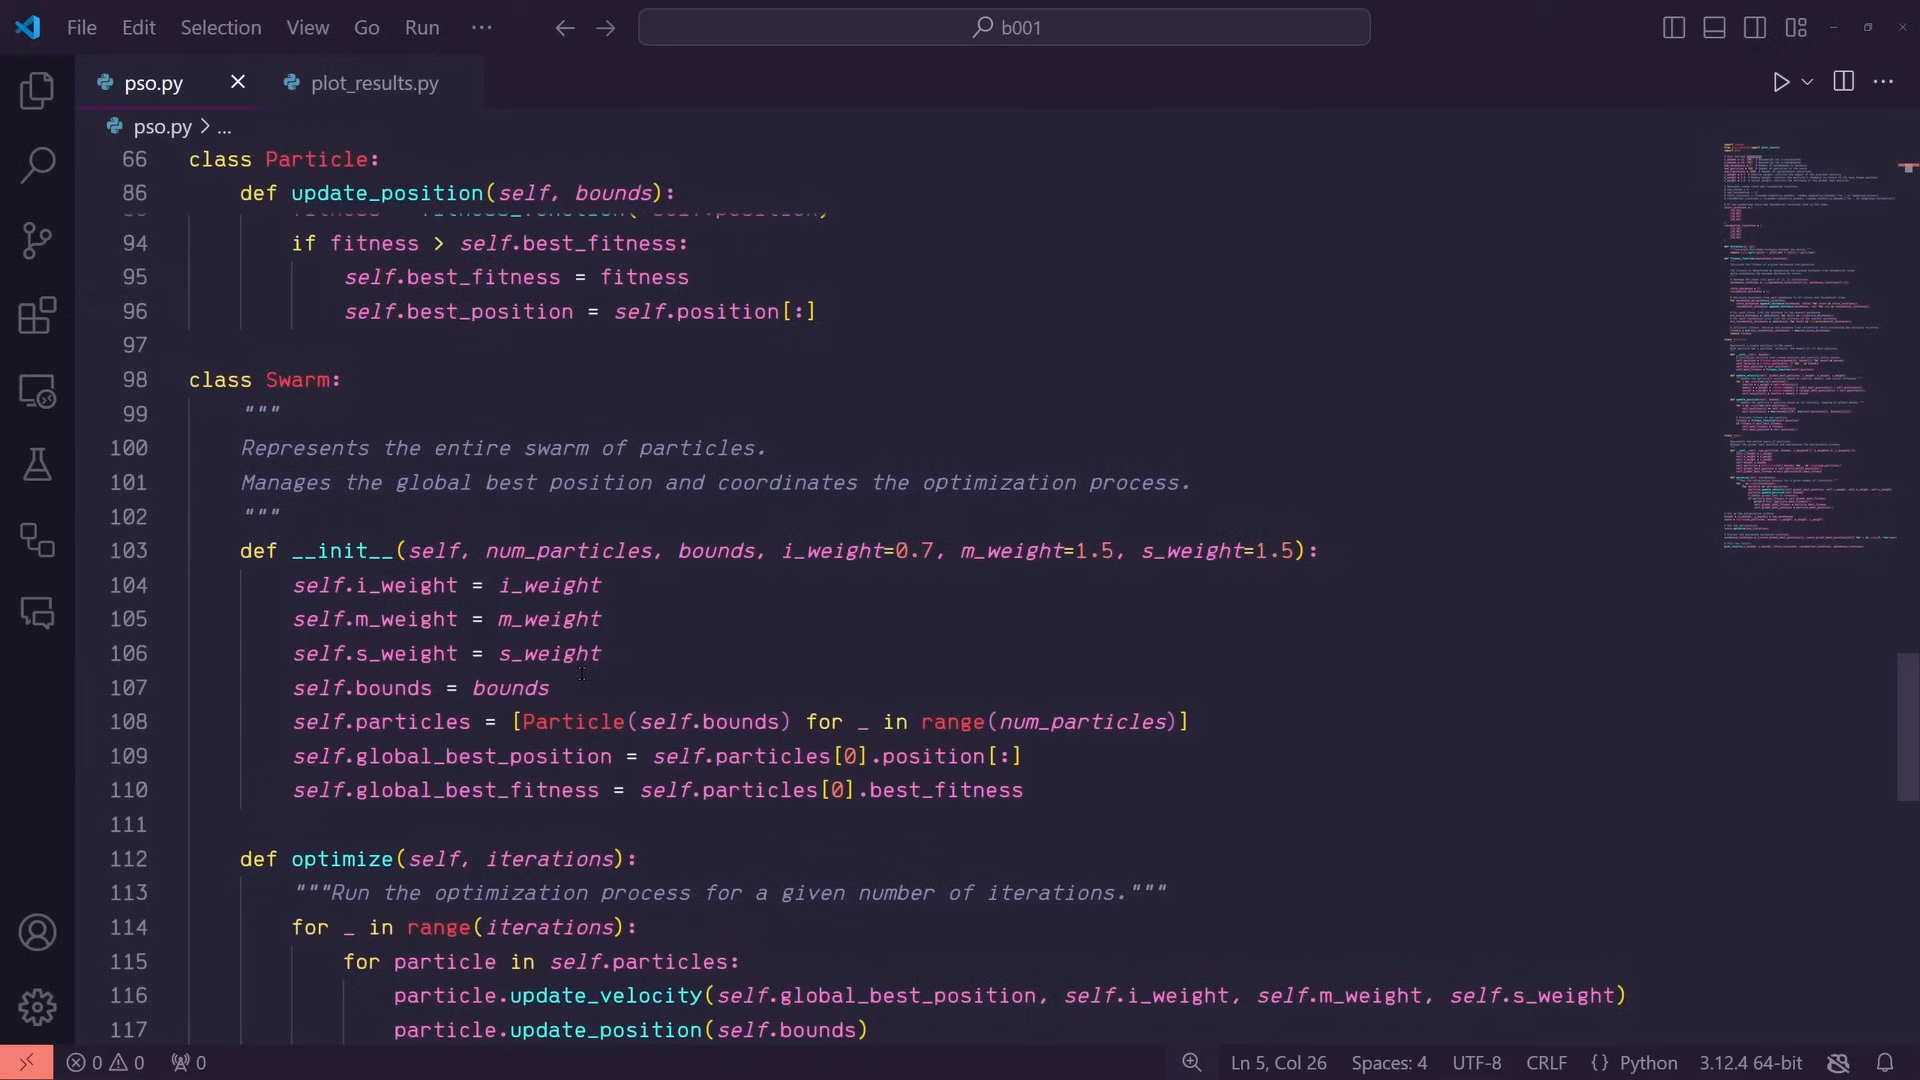 File Edit Selection View Go Run ··· b001
pso.py plot_results.py
pso.py > ...
66 class Particle:
86 def update_position(self, bounds):
94 if fitness > self.best_fitness:
95 self.best_fitness = fitness
96 self.best_position = self.position[:]
97
98 class Swarm:
99 """
100 Represents the entire swarm of particles.
101 Manages the global best position and coordinates the optimization process.
102 """
103 def __init__(self, num_particles, bounds, i_weight=0.7, m_weight=1.5, s_weight=1.5):
104 self.i_weight = i_weight
105 self.m_weight = m_weight
106 self.s_weight = s_weight
107 self.bounds = bounds
108 self.particles = [Particle(self.bounds) for _ in range(num_particles)]
109 self.global_best_position = self.particles[0].position[:]
110 self.global_best_fitness = self.particles[0].best_fitness
111
112 def optimize(self, iterations):
113 """Run the optimization process for a given number of iterations."""
114 for _ in range(iterations):
115 for particle in self.particles:
116 particle.update_velocity(self.global_best_position, self.i_weight, self.m_weight, self.s_weight)
117 particle.update_position(self.bounds)
0 0 0 Ln 5, Col 26 Spaces: 4 UTF-8 CRLF {} Python 3.12.4 64-bit